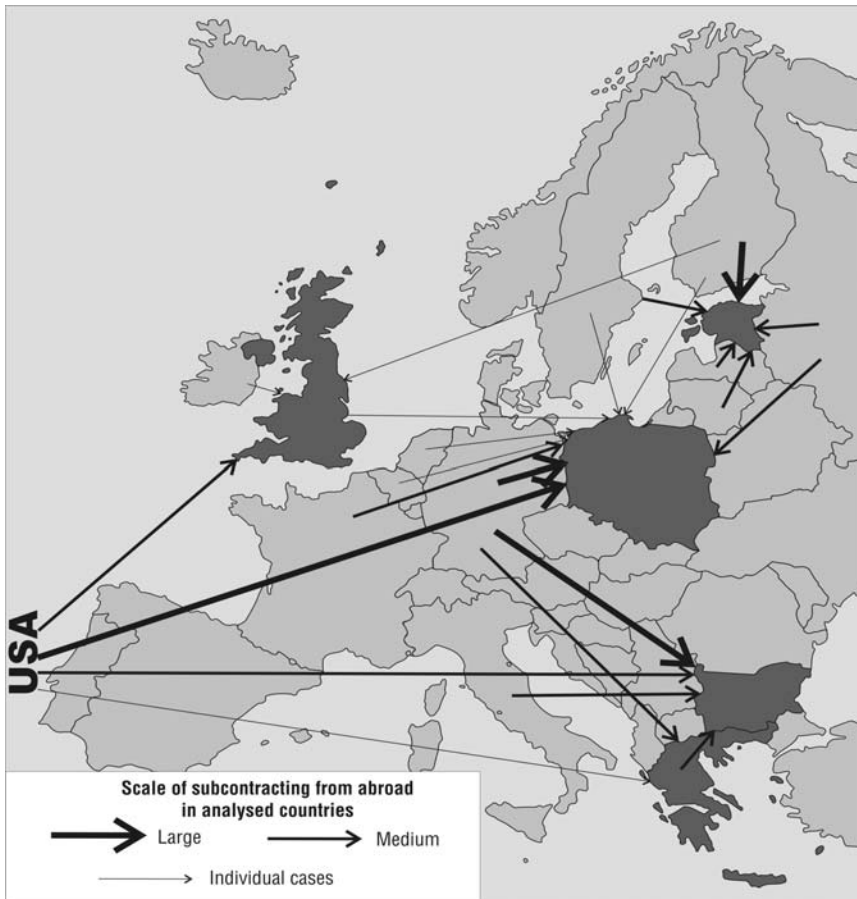 USA
Scale of subcontracting from abroad
in analysed countries
Large
Medium
Individual cases